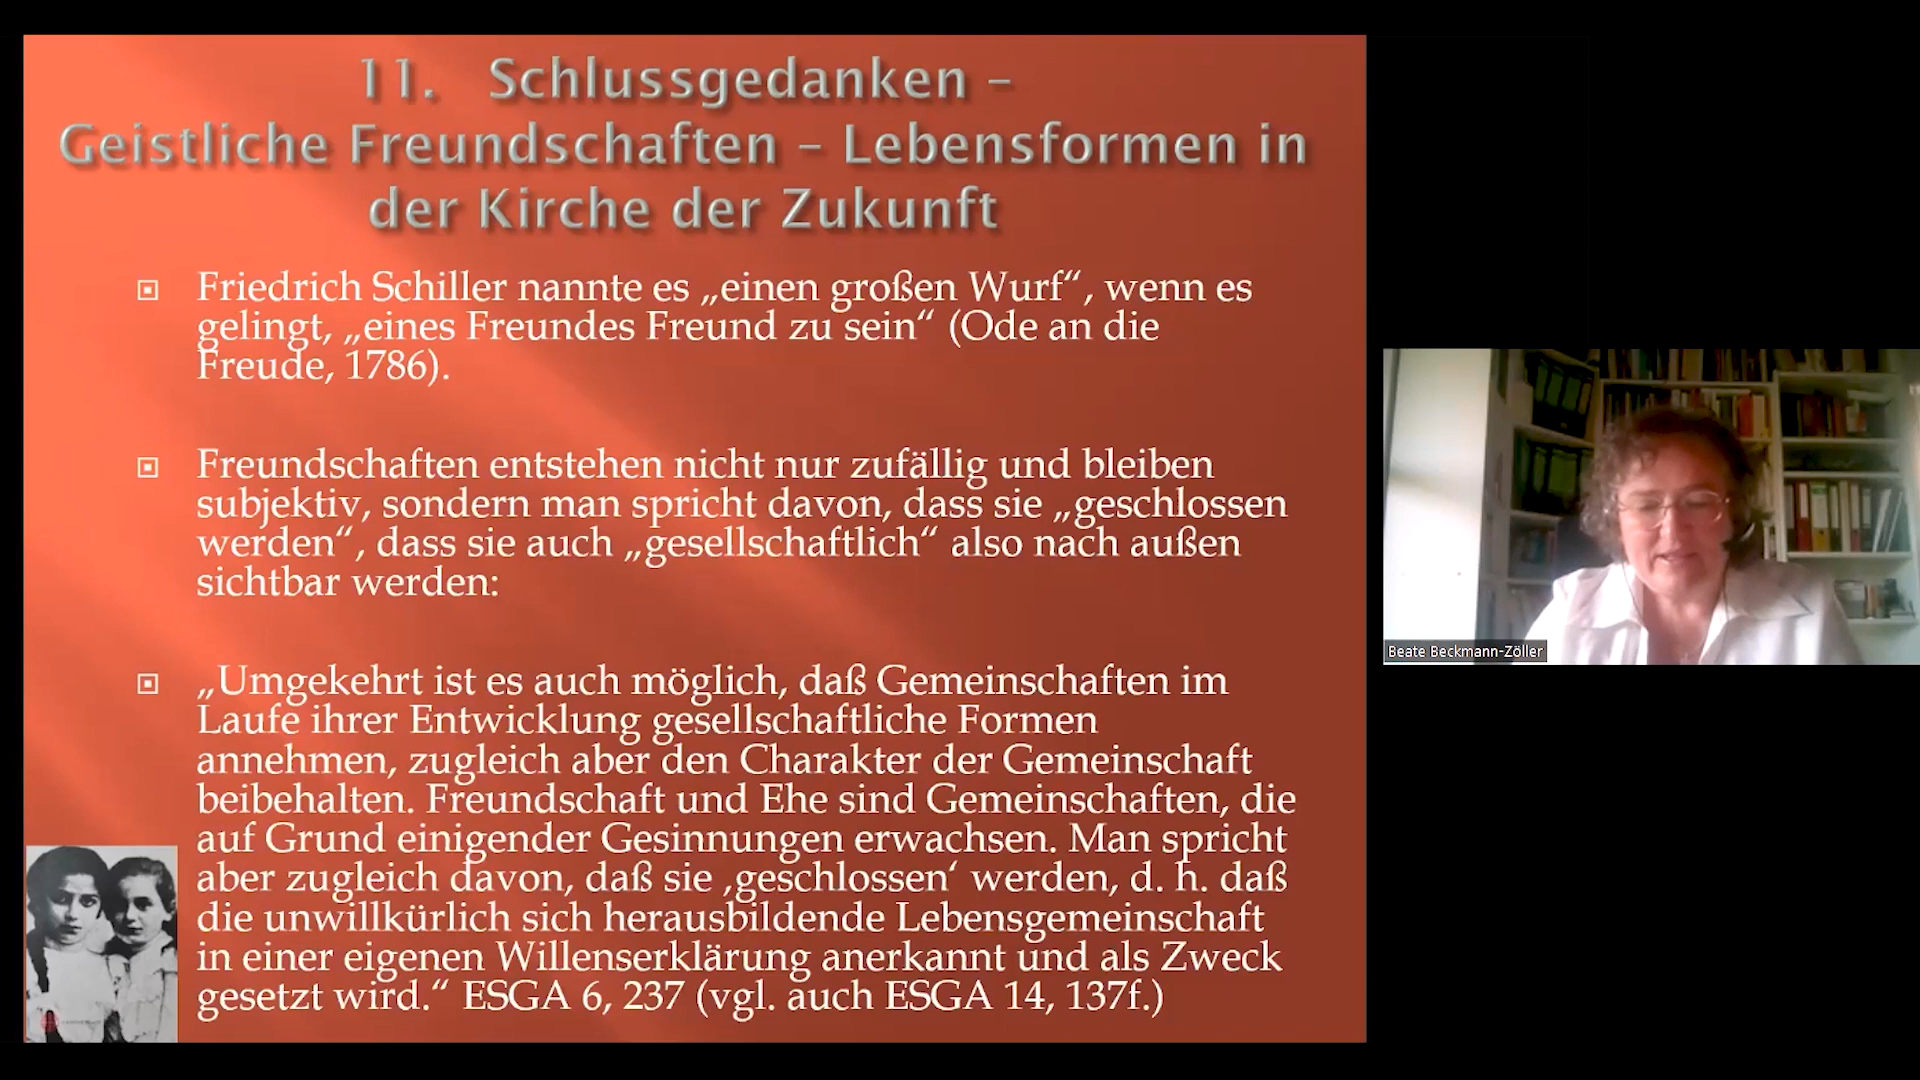 11. Schlussgedanken –
Geistliche Freundschaften – Lebensformen in
der Kirche der Zukunft
Friedrich Schiller nannte es „einen großen Wurf“, wenn es
gelingt, „eines Freundes Freund zu sein“ (Ode an die
Freude, 1786).
Freundschaften entstehen nicht nur zufällig und bleiben
subjektiv, sondern man spricht davon, dass sie „geschlossen
werden“, dass sie auch „gesellschaftlich“ also nach außen
sichtbar werden:
„Umgekehrt ist es auch möglich, daß Gemeinschaften im
Laufe ihrer Entwicklung gesellschaftliche Formen
annehmen, zugleich aber den Charakter der Gemeinschaft
beibehalten. Freundschaft und Ehe sind Gemeinschaften, die
auf Grund einigender Gesinnungen erwachsen. Man spricht
aber zugleich davon, daß sie ‚geschlossen‘ werden, d. h. daß
die unwillkürlich sich herausbildende Lebensgemeinschaft
in einer eigenen Willenserklärung anerkannt und als Zweck
gesetzt wird.“ ESGA 6, 237 (vgl. auch ESGA 14, 137f.)
Beate Beckmann-Zöller